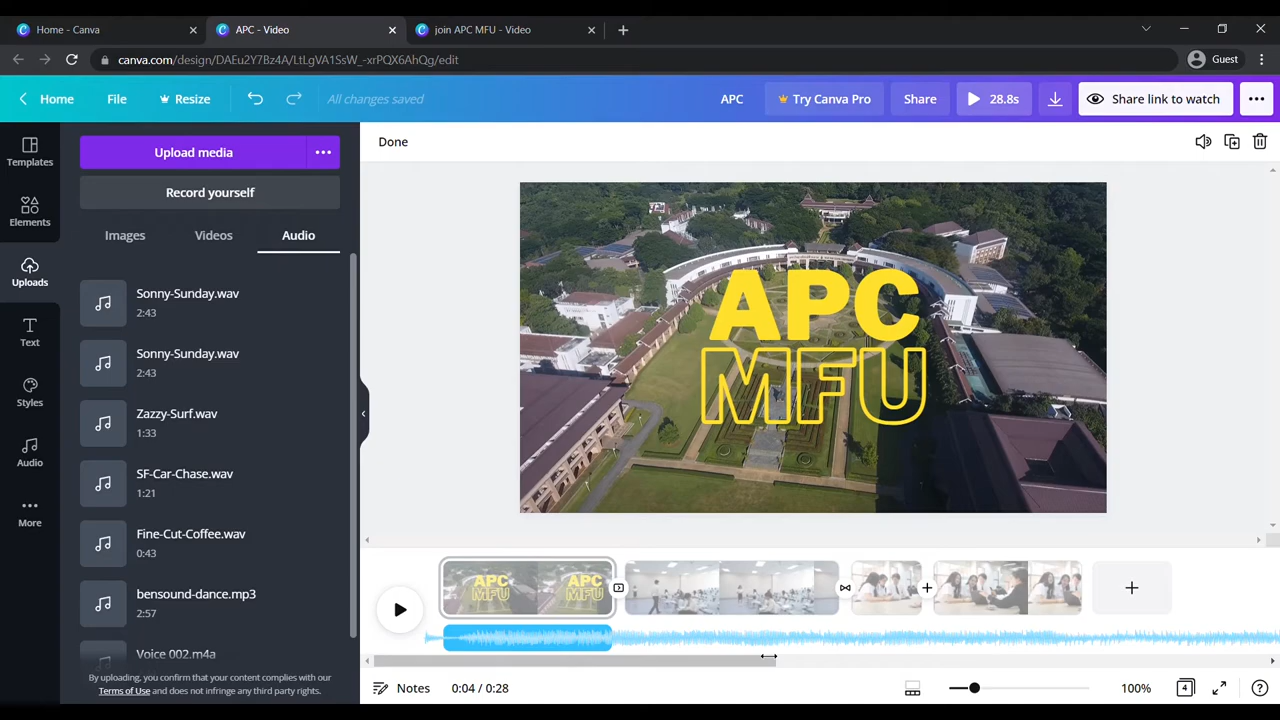 Home - Canva
APC - Video
join APC MFU - Video
canva.com/design/DAEu2Y7Bz4A/LtLgVA1SsW_-xrPQX6AhQg/edit
Guest
Home
File
Resize
All changes saved
APC
Try Canva Pro
Share
28.8s
Share link to watch
Templates
Elements
Uploads
Text
Styles
Audio
More
Upload media
Record yourself
Images
Videos
Audio
Sonny-Sunday.wav
2:43
Sonny-Sunday.wav
2:43
Zazzy-Surf.wav
1:33
SF-Car-Chase.wav
1:21
Fine-Cut-Coffee.wav
0:43
bensound-dance.mp3
2:57
Voice 002.m4a
By uploading, you confirm that your content complies with our
Terms of Use and does not infringe any third party rights.
Done
APC
MFU
APC
MFU
APC
MFU
Notes
0:04 / 0:28
100%
4